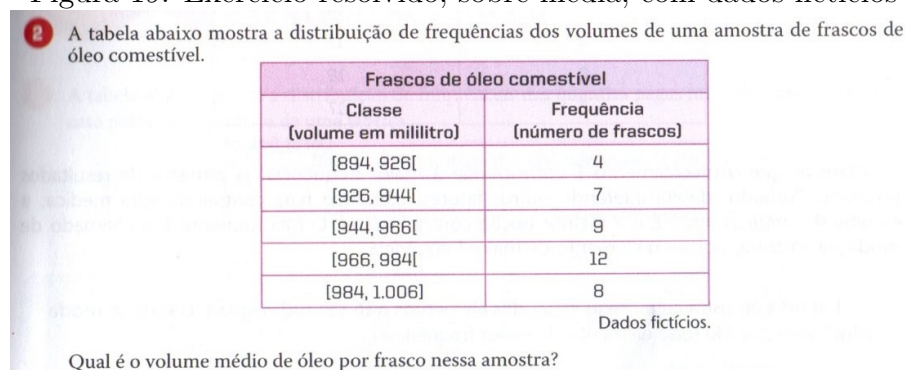 Figura 19: Exercício resolvido, sobre média, com dados fictícios
2 A tabela abaixo mostra a distribuição de frequências dos volumes de uma amostra de frascos de
óleo comestível.
Frascos de óleo comestível
Classe Frequência
(volume em mililitro) (número de frascos)
[894, 926[ 4
[926, 944[ 7
[944, 966[ 9
[966, 984[ 12
[984, 1.006] 8
Dados fictícios.
Qual é o volume médio de óleo por frasco nessa amostra?